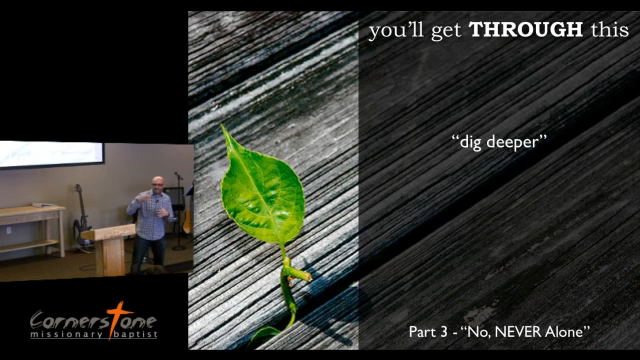 you'll get THROUGH this
"dig deeper"
Cornerstone
missionary baptist
Part 3 - "No, NEVER Alone"